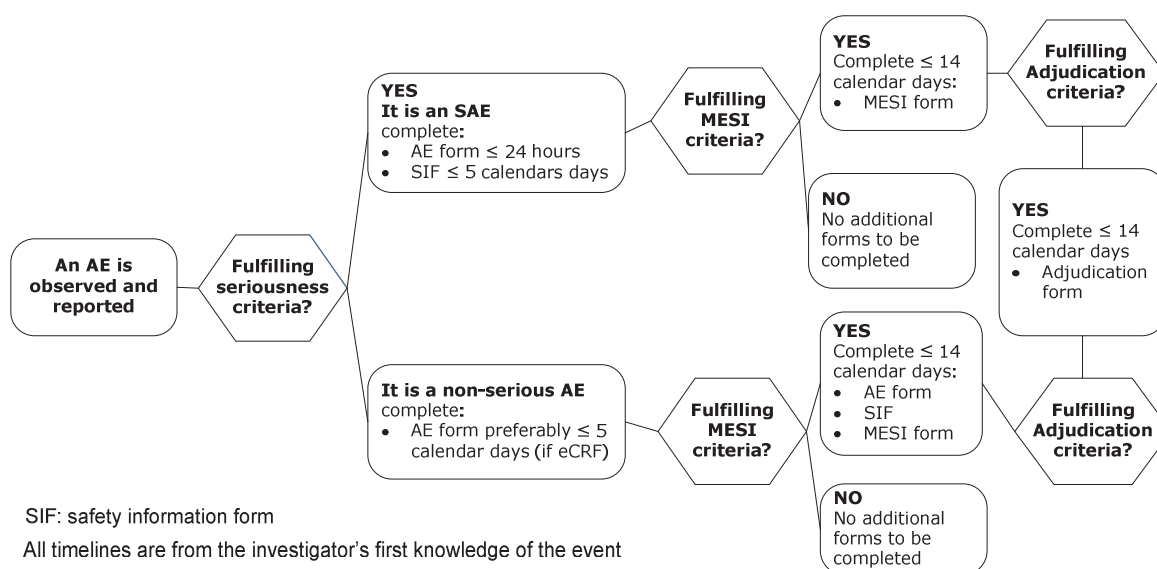 An AE is
observed and
reported
Fulfilling
seriousness
criteria?
YES
It is an SAE
complete:
• AE form ≤ 24 hours
• SIF ≤ 5 calendars days
Fulfilling
MESI
criteria?
YES
Complete ≤ 14
calendar days:
• MESI form
NO
No additional
forms to be
completed
Fulfilling
Adjudication
criteria?
YES
Complete ≤ 14
calendar days
• Adjudication
form
It is a non-serious AE
complete:
• AE form preferably ≤ 5
calendar days (if eCRF)
Fulfilling
MESI
criteria?
YES
Complete ≤ 14
calendar days:
• AE form
• SIF
• MESI form
NO
No additional
forms to be
completed
Fulfilling
Adjudication
criteria?
SIF: safety information form
All timelines are from the investigator's first knowledge of the event